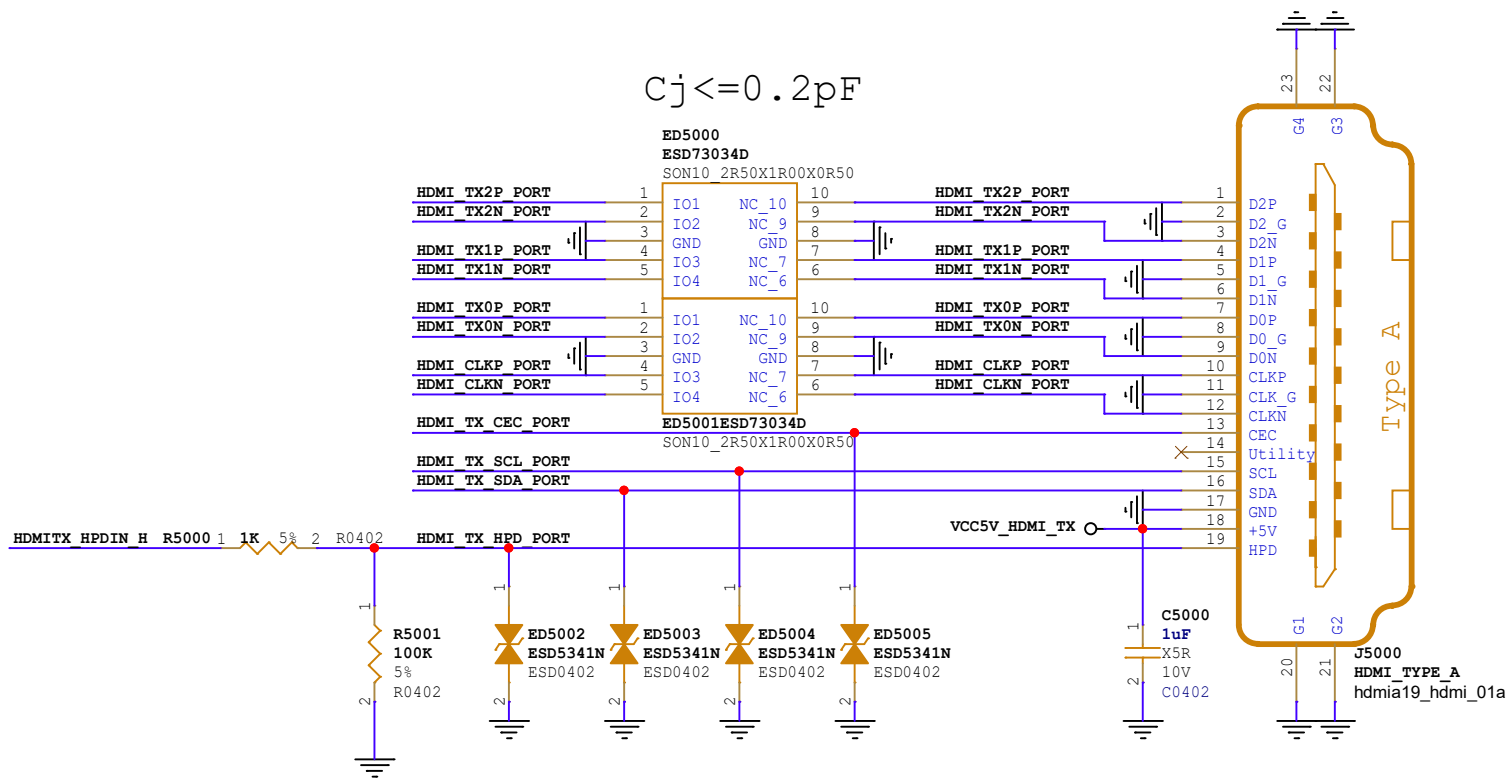 Cj<=0.2pF
ED5000
ESD73034D
SON10_2R50X1R00X0R50
HDMI_TX2P_PORT 1 IO1 NC_10 10 HDMI_TX2P_PORT 1 D2P
HDMI_TX2N_PORT 2 IO2 NC_9 9 HDMI_TX2N_PORT 2 D2_G
3 GND GND 8 3 D2N
HDMI_TX1P_PORT 4 IO3 NC_7 7 HDMI_TX1P_PORT 4 D1P
HDMI_TX1N_PORT 5 IO4 NC_6 6 HDMI_TX1N_PORT 5 D1_G
6 D1N
HDMI_TX0P_PORT 1 IO1 NC_10 10 HDMI_TX0P_PORT 7 D0P
HDMI_TX0N_PORT 2 IO2 NC_9 9 HDMI_TX0N_PORT 8 D0_G
3 GND GND 8 9 D0N
HDMI_CLKP_PORT 4 IO3 NC_7 7 HDMI_CLKP_PORT 10 CLKP
HDMI_CLKN_PORT 5 IO4 NC_6 6 HDMI_CLKN_PORT 11 CLK_G
12 CLKN
ED5001ESD73034D
SON10_2R50X1R00X0R50
HDMI_TX_CEC_PORT 13 CEC
14 Utility
HDMI_TX_SCL_PORT 15 SCL
HDMI_TX_SDA_PORT 16 SDA
17 GND
VCC5V_HDMI_TX 18 +5V
HDMITX_HPDIN_H R5000 1 1K 5% 2 R0402 HDMI_TX_HPD_PORT 19 HPD
23 22
G4 G3
Type A
G1 G2
20 21
J5000
HDMI_TYPE_A
hdmia19_hdmi_01a
1
R5001
100K
5%
R0402
2
1
ED5002
ESD5341N
ESD0402
2
1
ED5003
ESD5341N
ESD0402
2
1
ED5004
ESD5341N
ESD0402
2
1
ED5005
ESD5341N
ESD0402
2
C5000
1
1uF
X5R
10V
2
C0402